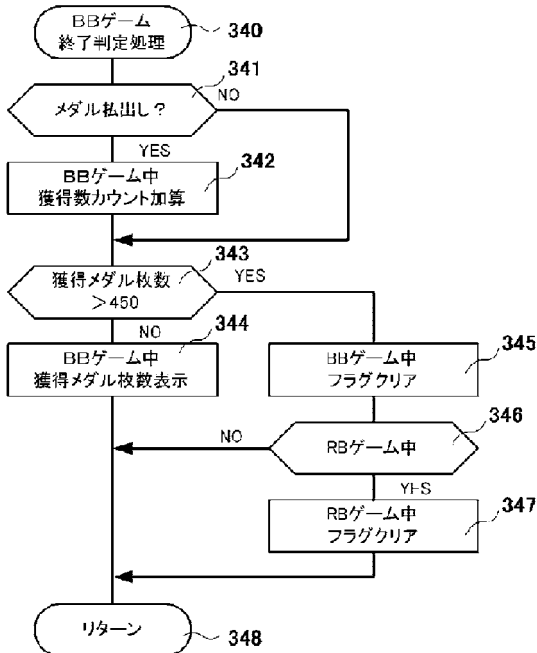 BBゲーム
終了判定処理
340
341
メダル払出し？
NO
YES
342
BBゲーム中
獲得数カウント加算
343
獲得メダル枚数
＞450
YES
NO
344
BBゲーム中
獲得メダル枚数表示
345
BBゲーム中
フラグクリア
346
RBゲーム中
NO
YES
347
RBゲーム中
フラグクリア
リターン
348